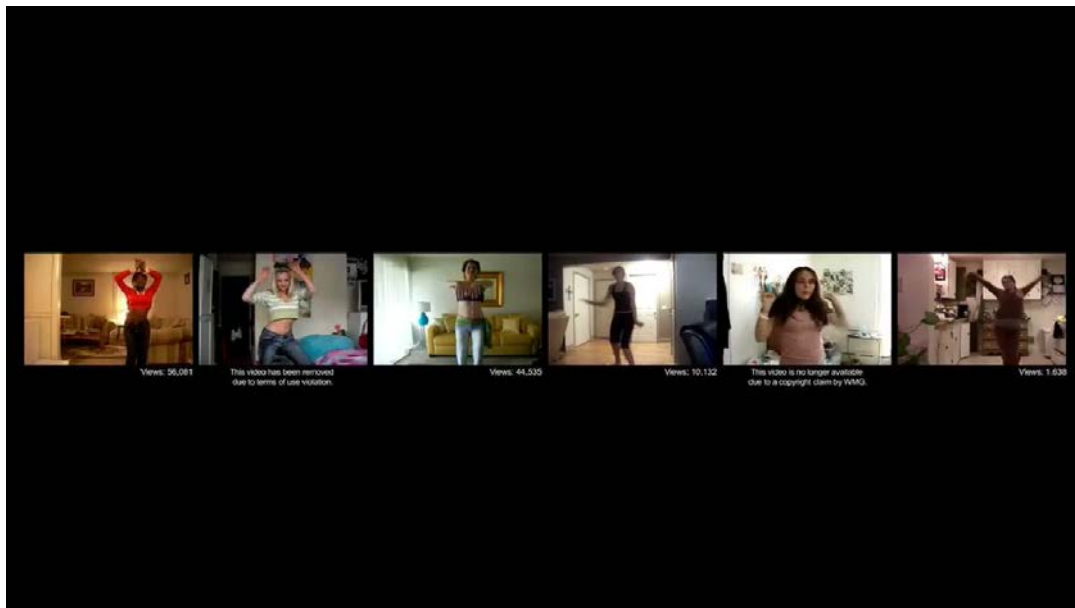 Views: 56,081
This video has been removed
due to terms of use violation.
Views: 44,535
Views: 10,132
This video is no longer available
due to a copyright claim by WMG.
Views: 1,638